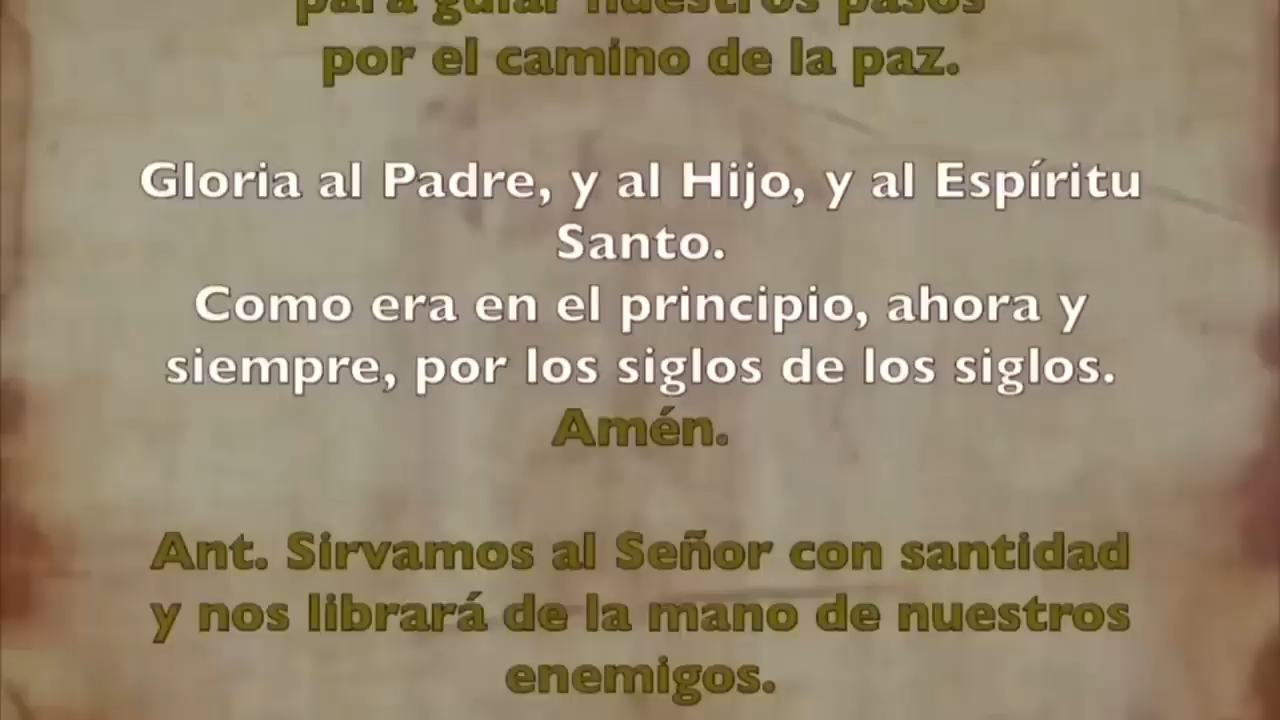 para guiar nuestros pasos
por el camino de la paz.
Gloria al Padre, y al Hijo, y al Espíritu
Santo.
Como era en el principio, ahora y
siempre, por los siglos de los siglos.
Amén.
Ant. Sirvamos al Señor con santidad
y nos librará de la mano de nuestros
enemigos.